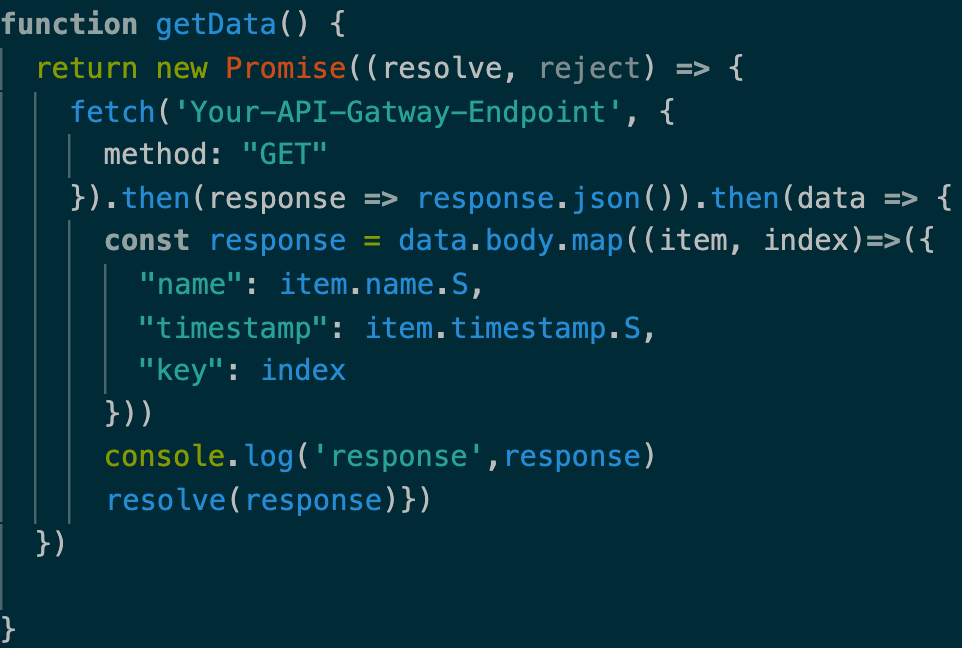 function getData() {
  return new Promise((resolve, reject) => {
    fetch('Your-API-Gatway-Endpoint', {
      method: "GET"
    }).then(response => response.json()).then(data => {
      const response = data.body.map((item, index)=>({
        "name": item.name.S,
        "timestamp": item.timestamp.S,
        "key": index
      }))
      console.log('response',response)
      resolve(response)})
  })
}